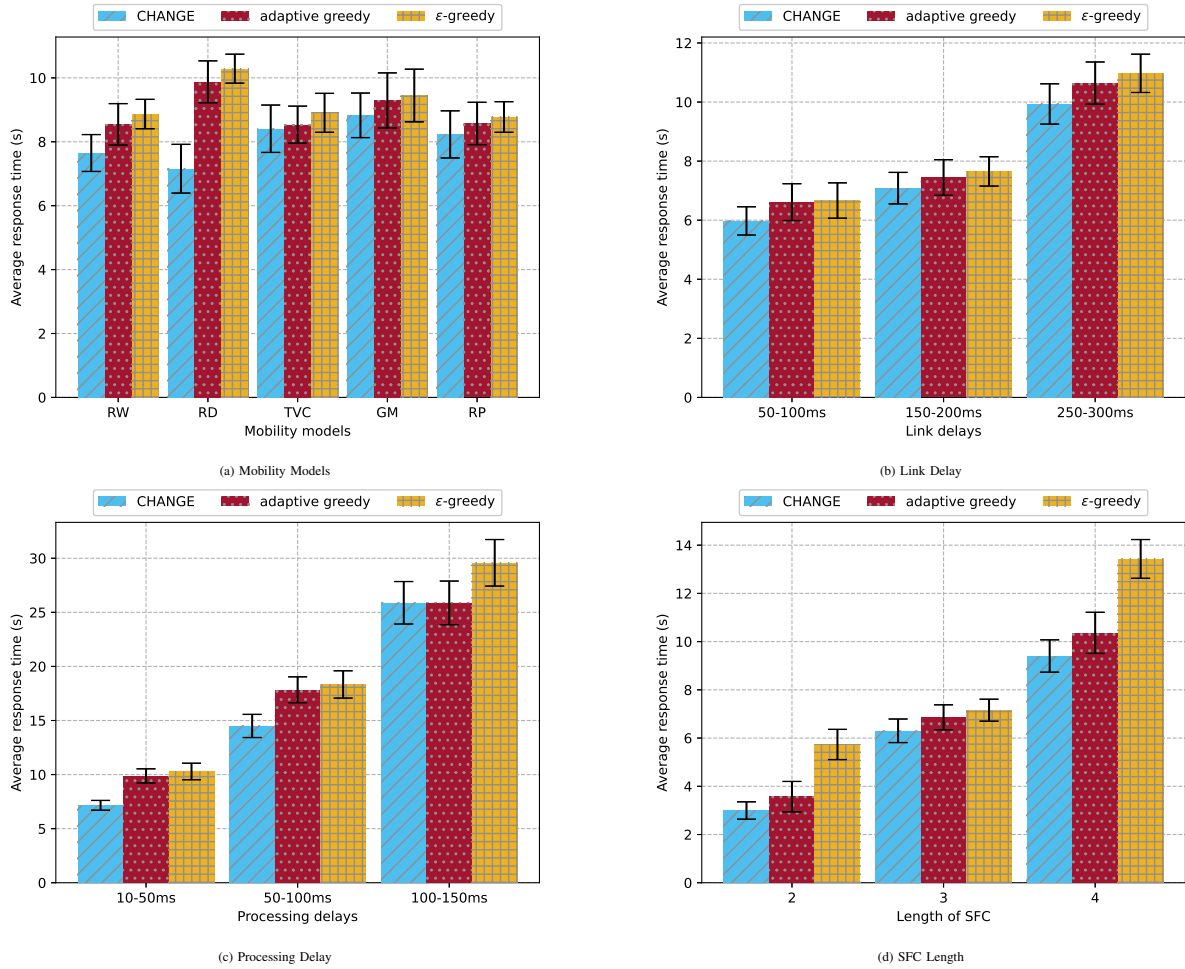 CHANGE adaptive greedy ε-greedy
Average response time (s)
10
8
6
4
2
0
RW RD TVC GM RP
Mobility models
(a) Mobility Models
CHANGE adaptive greedy ε-greedy
Average response time (s)
12
10
8
6
4
2
0
50-100ms 150-200ms 250-300ms
Link delays
(b) Link Delay
CHANGE adaptive greedy ε-greedy
Average response time (s)
30
25
20
15
10
5
0
10-50ms 50-100ms 100-150ms
Processing delays
(c) Processing Delay
CHANGE adaptive greedy ε-greedy
Average response time (s)
14
12
10
8
6
4
2
0
2 3 4
Length of SFC
(d) SFC Length